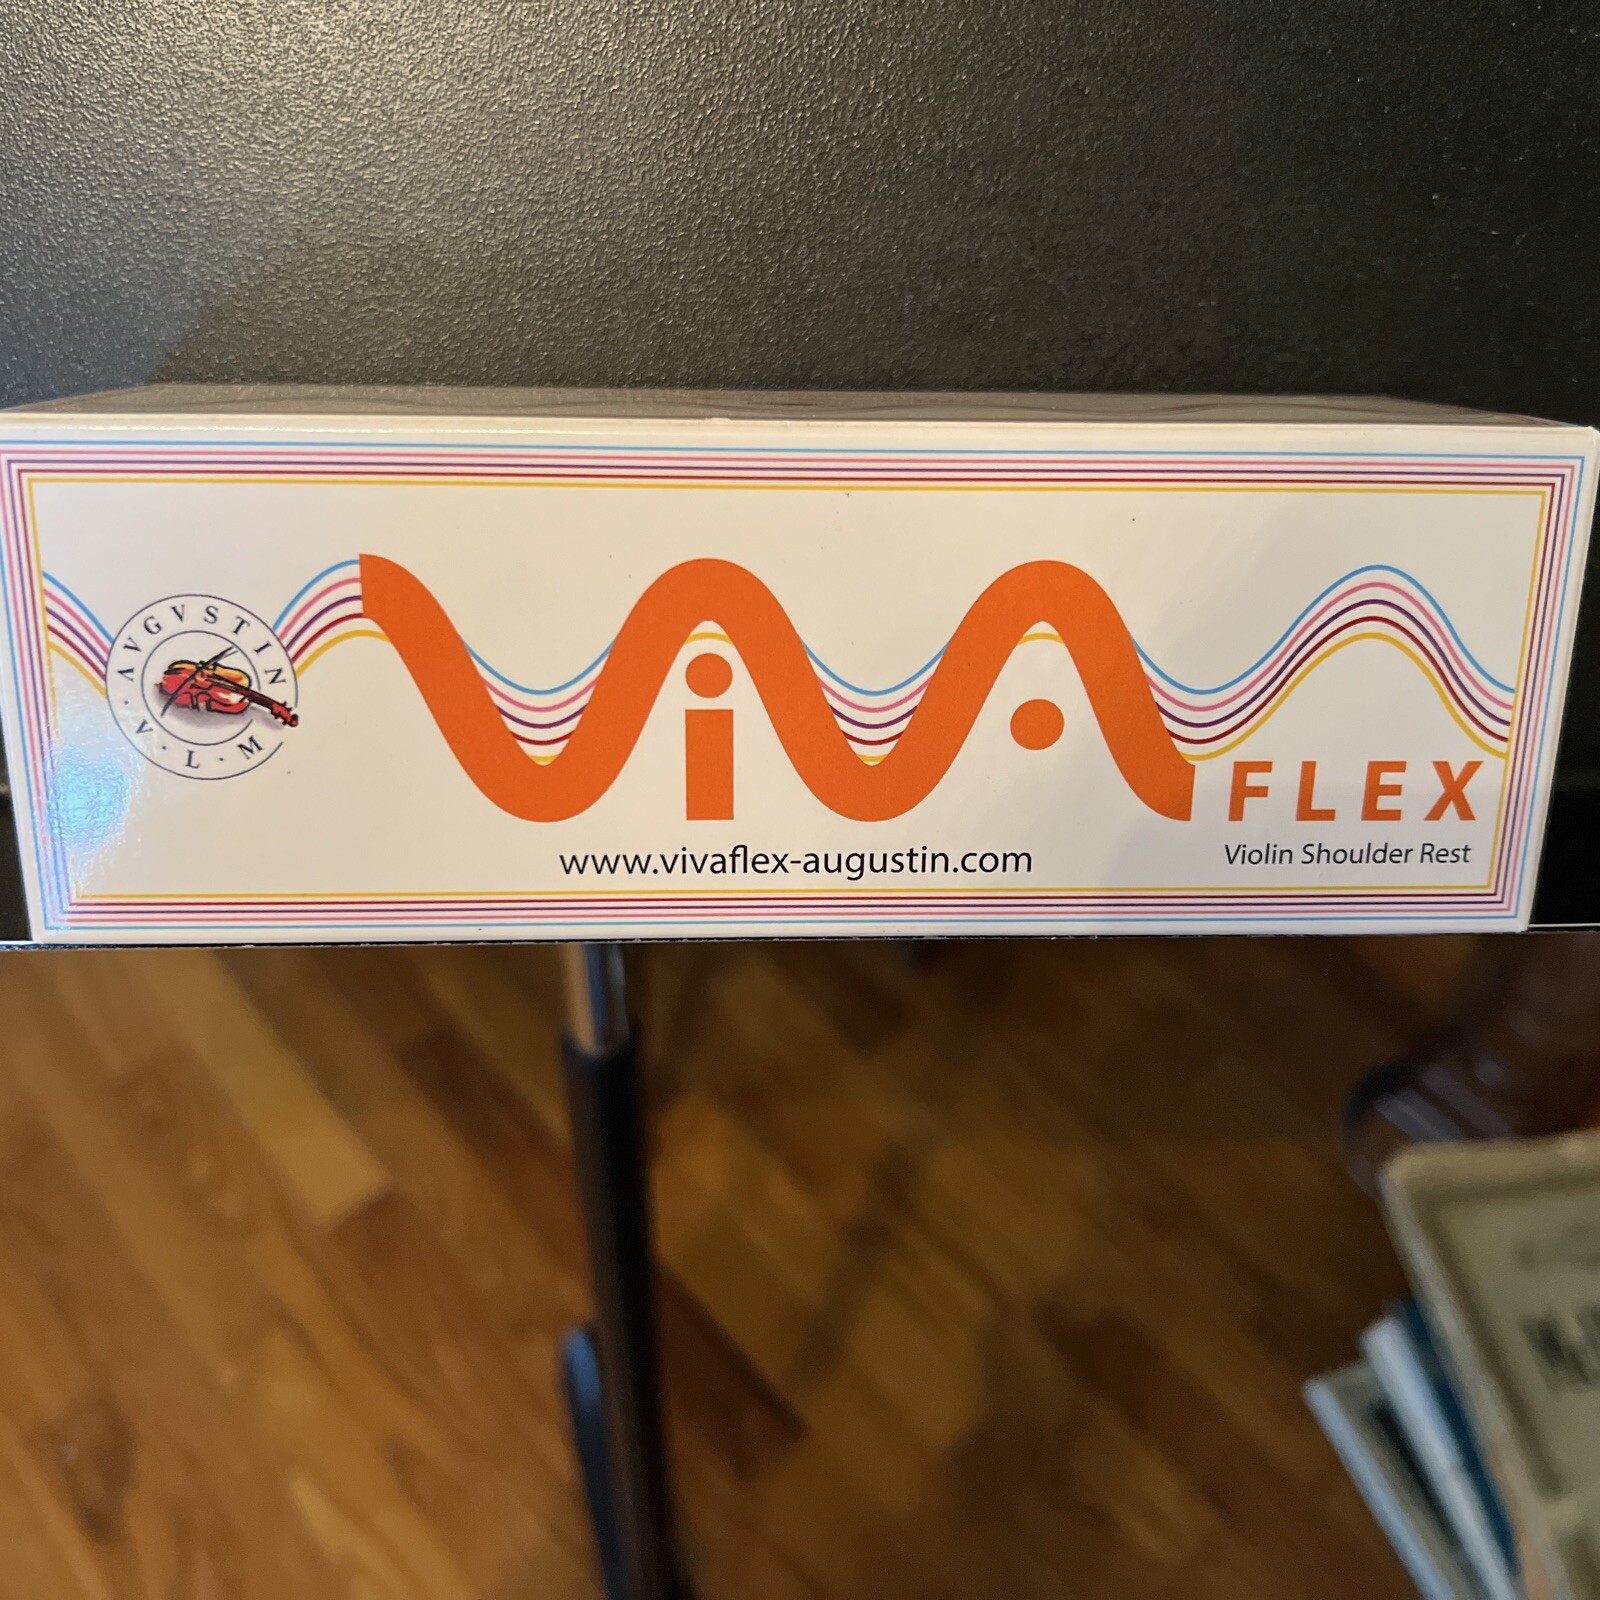 AVGVSTIN
V·L·M
ViVA
FLEX
www.vivaflex-augustin.com
Violin Shoulder Rest